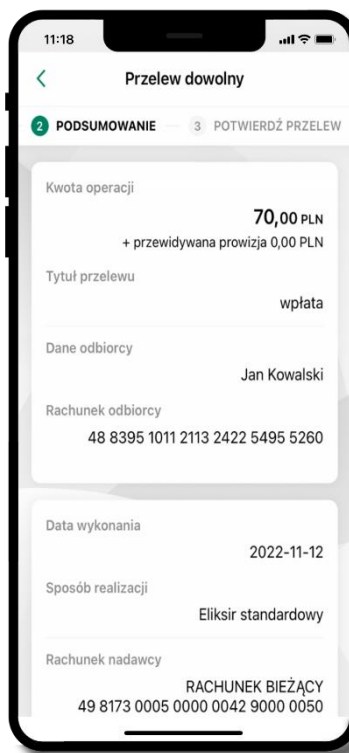 11:18
Przelew dowolny
2 PODSUMOWANIE 3 POTWIERDŹ PRZELEW
Kwota operacji
70,00 PLN
+ przewidywana prowizja 0,00 PLN
Tytuł przelewu
wpłata
Dane odbiorcy
Jan Kowalski
Rachunek odbiorcy
48 8395 1011 2113 2422 5495 5260
Data wykonania
2022-11-12
Sposób realizacji
Eliksir standardowy
Rachunek nadawcy
RACHUNEK BIEŻĄCY
49 8173 0005 0000 0042 9000 0050